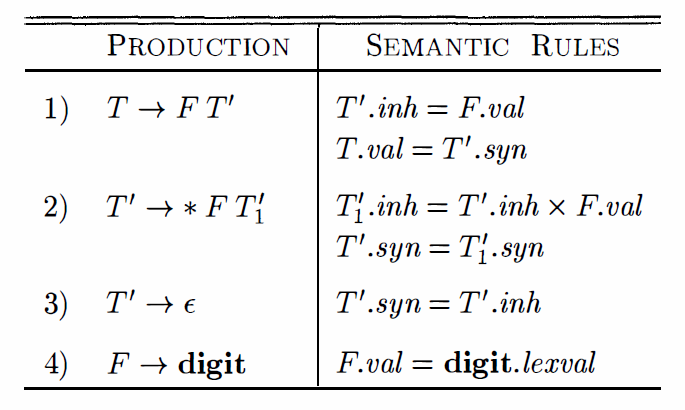 PRODUCTION SEMANTIC RULES
1) T → F T′ T′.inh = F.val
T.val = T′.syn
2) T′ → * F T′₁ T′₁.inh = T′.inh × F.val
T′.syn = T′₁.syn
3) T′ → ϵ T′.syn = T′.inh
4) F → digit F.val = digit.lexval